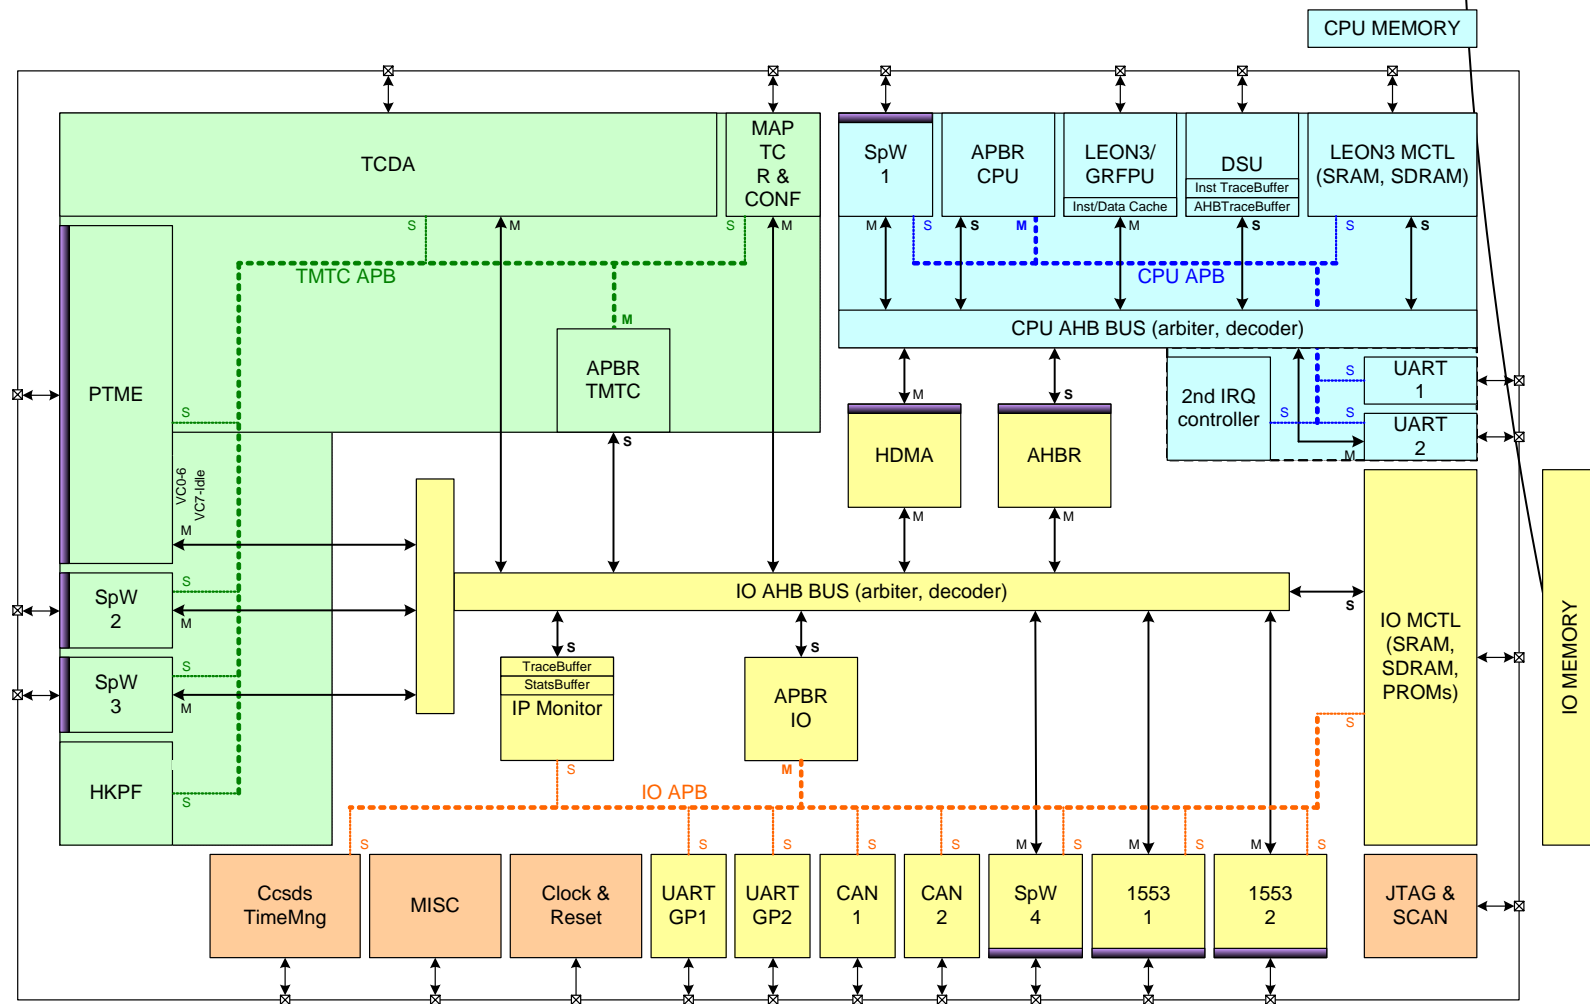 CPU MEMORY
TCDA
MAP
TC
R &
CONF
SpW
1
APBR
CPU
LEON3/
GRFPU
Inst/Data Cache
DSU
Inst TraceBuffer
AHBTraceBuffer
LEON3 MCTL
(SRAM, SDRAM)
S
M
S
M
M
S
S
M
M
S
S
S
TMTC APB
CPU APB
M
CPU AHB BUS (arbiter, decoder)
APBR
TMTC
PTME
S
S
M
S
2nd IRQ
controller
S
S
S
UART
1
UART
2
M
HDMA
AHBR
M
M
VC0-6
VC7-Idle
M
IO AHB BUS (arbiter, decoder)
SpW
2
S
M
SpW
3
S
M
HKPF
S
S
TraceBuffer
StatsBuffer
IP Monitor
S
S
APBR
IO
M
S
IO MCTL
(SRAM,
SDRAM,
PROMs)
S
IO MEMORY
IO APB
S
S
S
S
S
M
S
M
S
M
S
Ccsds
TimeMng
MISC
Clock &
Reset
UART
GP1
UART
GP2
CAN
1
CAN
2
SpW
4
1553
1
1553
2
JTAG &
SCAN